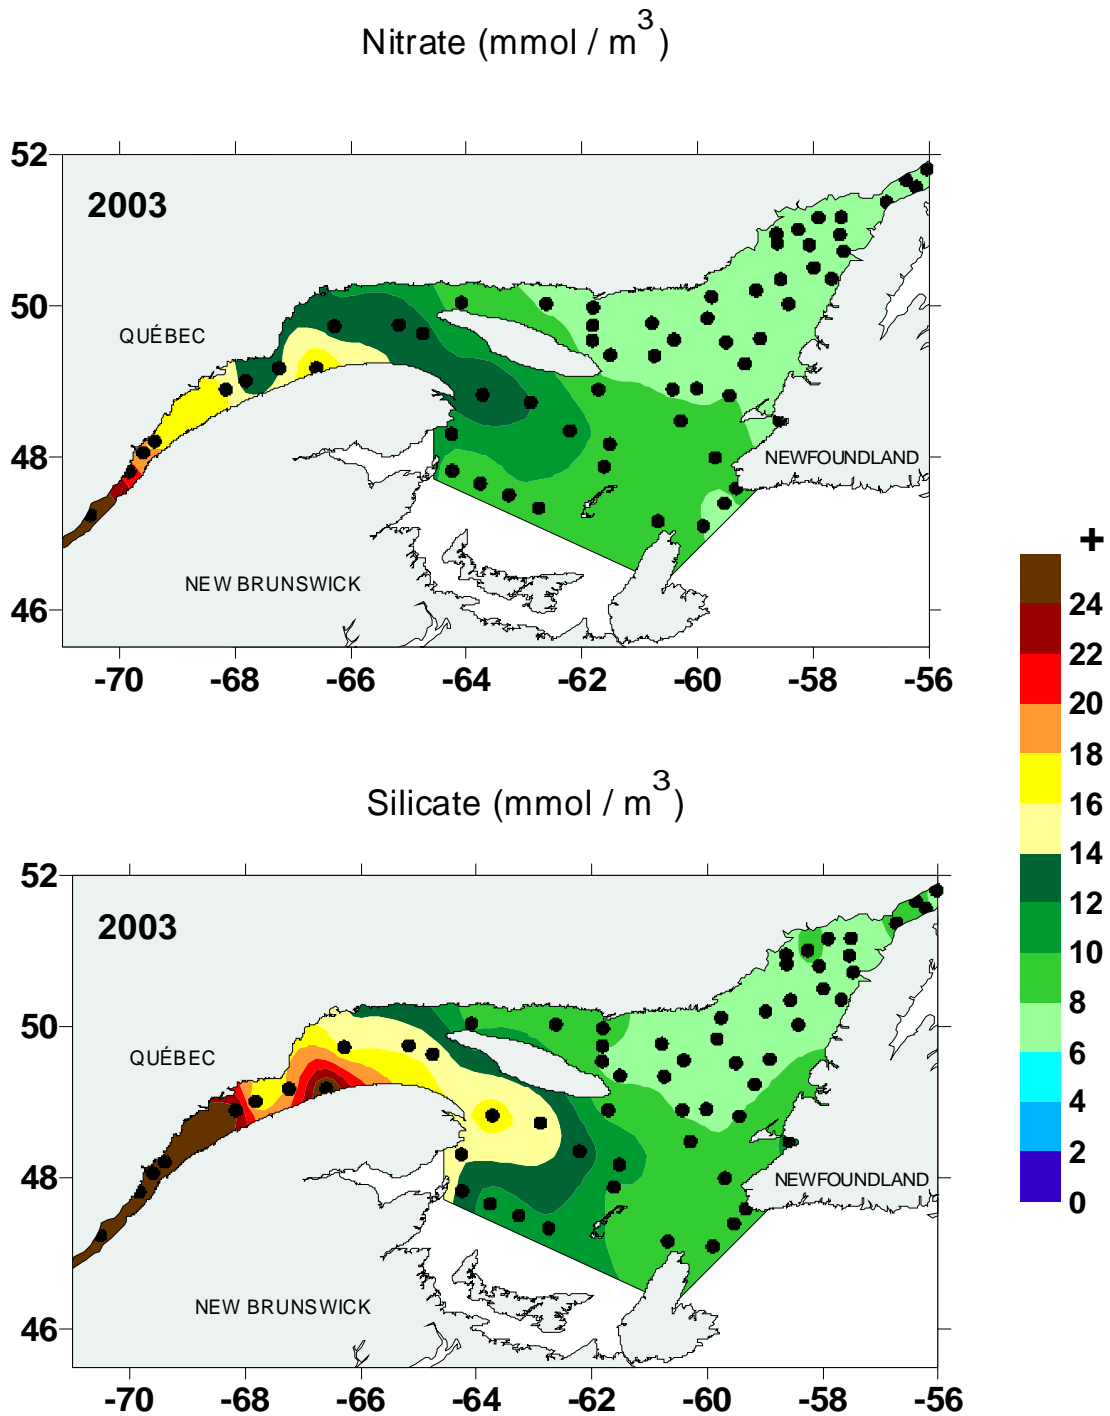 Nitrate (mmol / m³)
52
2003
50
QUÉBEC
48
NEWFOUNDLAND
NEW BRUNSWICK
46
-70 -68 -66 -64 -62 -60 -58 -56
+
24
22
20
18
16
14
12
10
8
6
4
2
0
Silicate (mmol / m³)
52
2003
50
QUÉBEC
48
NEWFOUNDLAND
NEW BRUNSWICK
46
-70 -68 -66 -64 -62 -60 -58 -56